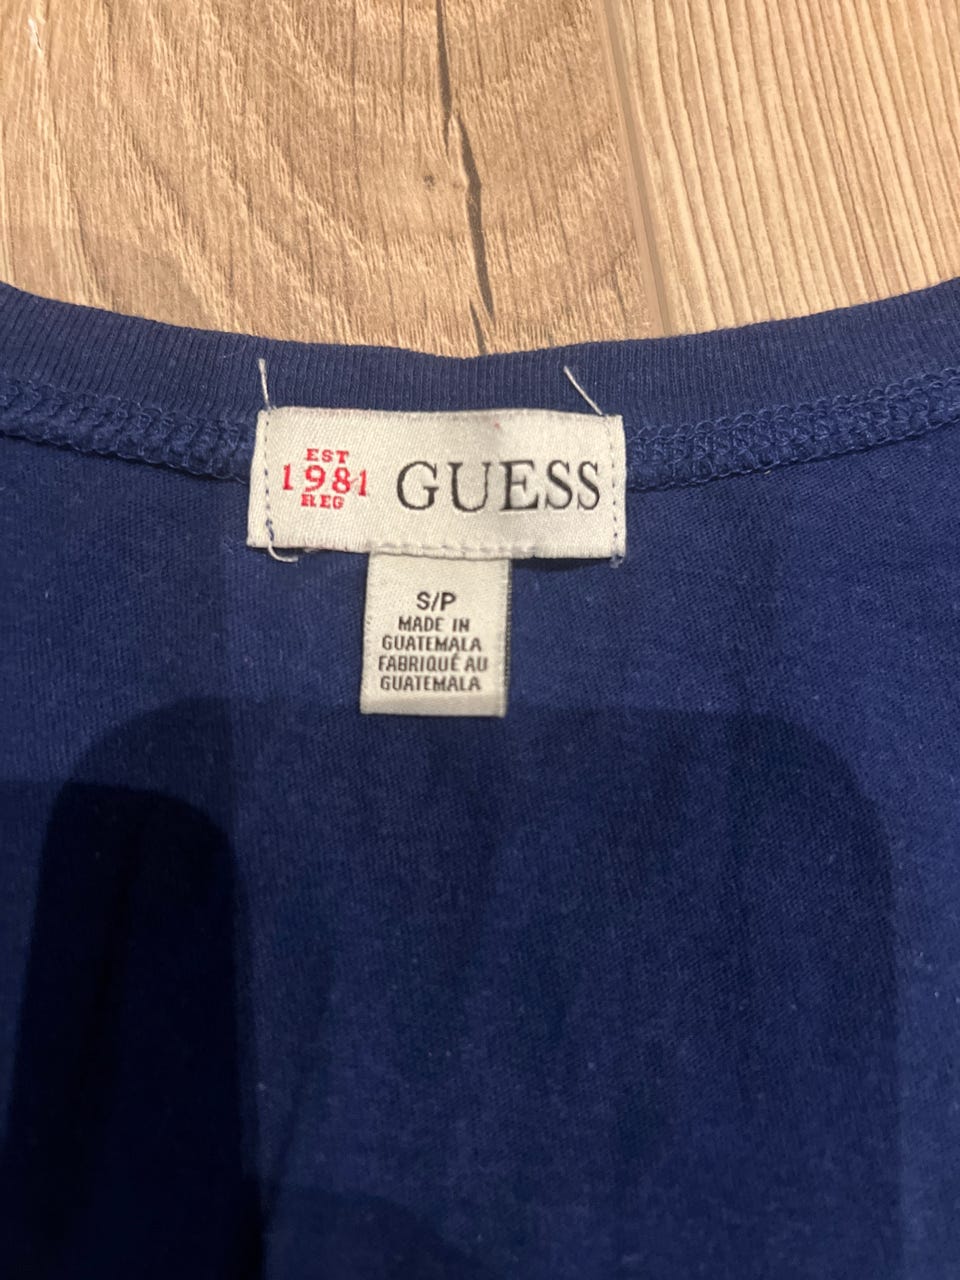 EST
1981
REG
GUESS
S/P
MADE IN
GUATEMALA
FABRIQUÉ AU
GUATEMALA